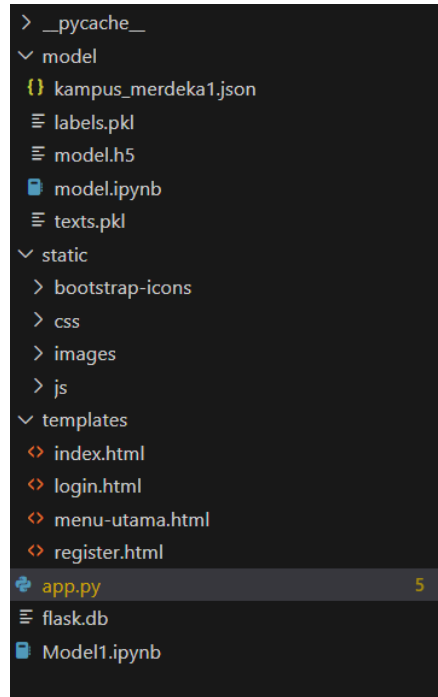 __pycache__
model
{} kampus_merdeka1.json
labels.pkl
model.h5
model.ipynb
texts.pkl
static
bootstrap-icons
css
images
js
templates
<> index.html
<> login.html
<> menu-utama.html
<> register.html
app.py 5
flask.db
Model1.ipynb